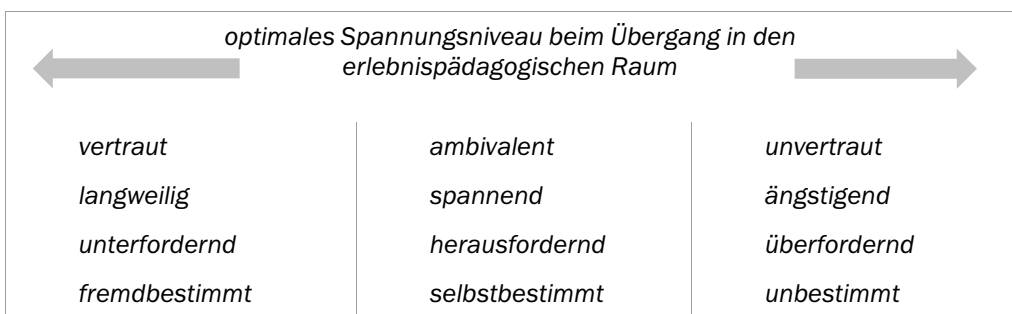 optimales Spannungsniveau beim Übergang in den
erlebnispädagogischen Raum
vertraut ambivalent unvertraut
langweilig spannend ängstigend
unterfordernd herausfordernd überfordernd
fremdbestimmt selbstbestimmt unbestimmt